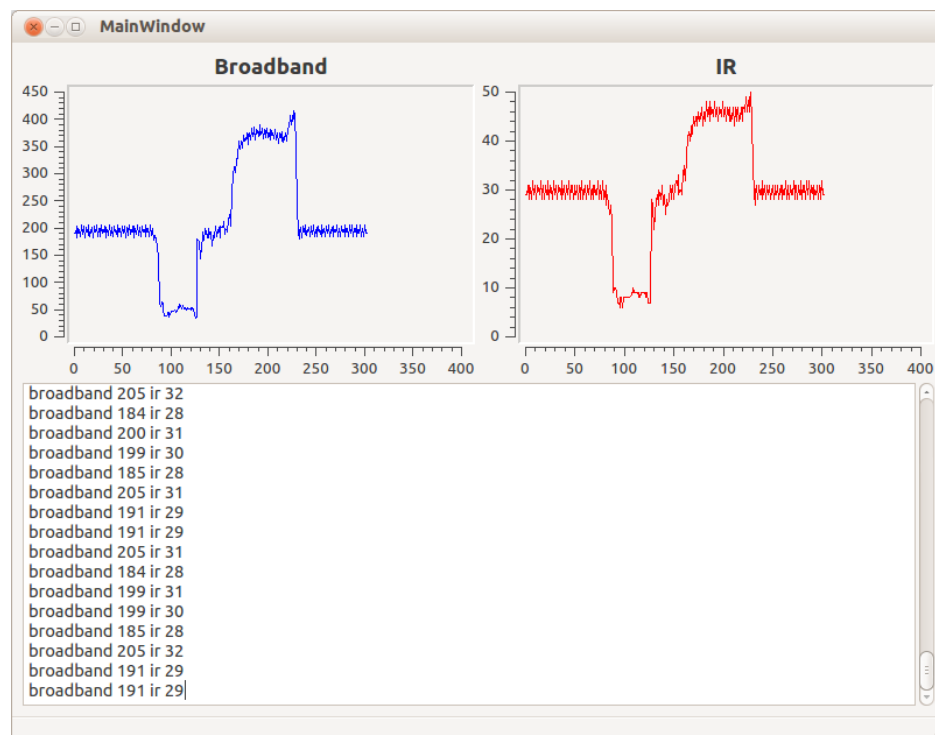 MainWindow
Broadband
IR
450
400
350
300
250
200
150
100
50
0
0 50 100 150 200 250 300 350 400
50
40
30
20
10
0
0 50 100 150 200 250 300 350 400
broadband 205 ir 32
broadband 184 ir 28
broadband 200 ir 31
broadband 199 ir 30
broadband 185 ir 28
broadband 205 ir 31
broadband 191 ir 29
broadband 191 ir 29
broadband 205 ir 31
broadband 184 ir 28
broadband 199 ir 31
broadband 199 ir 30
broadband 185 ir 28
broadband 205 ir 32
broadband 191 ir 29
broadband 191 ir 29